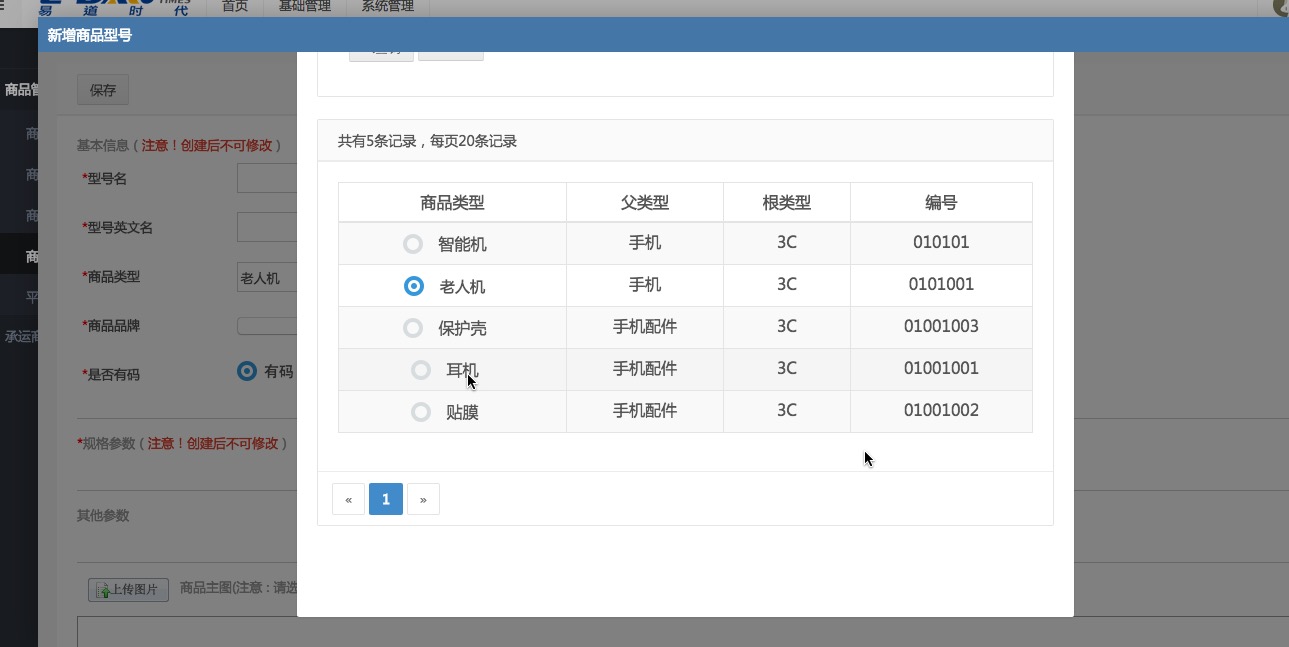 易 道 时 代
TIMES
首页 基础管理 系统管理
新增商品型号
商品管
保存
商
基本信息（注意！创建后不可修改）
*型号名
商
*型号英文名
商
商
*商品类型 老人机
平
*商品品牌
承运商
*是否有码 有码
*规格参数（注意！创建后不可修改）
其他参数
上传图片 商品主图(注意：请选
共有5条记录，每页20条记录
商品类型 父类型 根类型 编号
智能机 手机 3C 010101
老人机 手机 3C 0101001
保护壳 手机配件 3C 01001003
耳机 手机配件 3C 01001001
贴膜 手机配件 3C 01001002
« 1 »